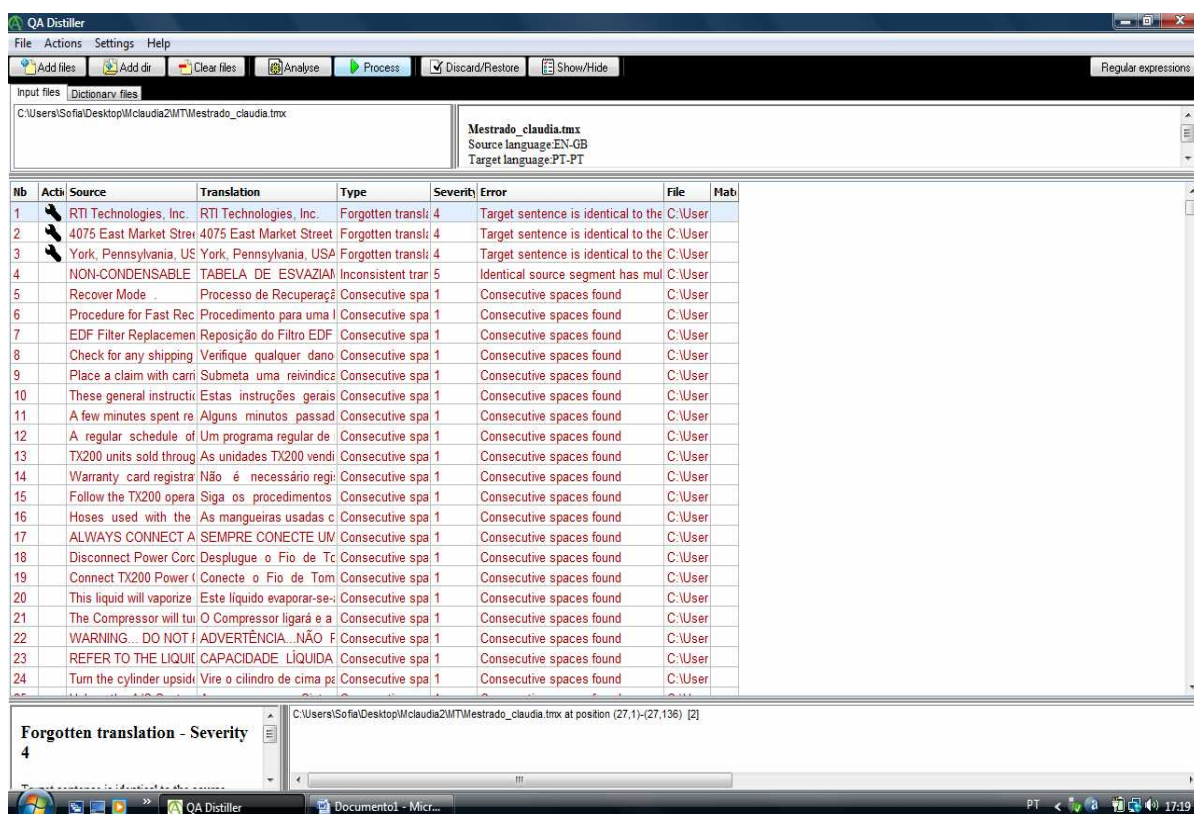 QA Distiller
File Actions Settings Help
Add files Add dir Clear files Analyse Process Discard/Restore Show/Hide Regular expressions
Input files Dictionary files
C:\Users\Sofia\Desktop\Mclaudia2\MT\Mestrado_claudia.tmx
Mestrado_claudia.tmx
Source language:EN-GB
Target language:PT-PT
Nb Acti Source Translation Type Severity Error File Mat
1 RTI Technologies, Inc. RTI Technologies, Inc. Forgotten transl 4 Target sentence is identical to the C:\User
2 4075 East Market Stre 4075 East Market Street Forgotten transl 4 Target sentence is identical to the C:\User
3 York, Pennsylvania, US York, Pennsylvania, USA Forgotten transl 4 Target sentence is identical to the C:\User
4 NON-CONDENSABLE TABELA DE ESVAZIAM Inconsistent tran 5 Identical source segment has mul C:\User
5 Recover Mode . Processo de Recuperaçã Consecutive spa 1 Consecutive spaces found C:\User
6 Procedure for Fast Rec Procedimento para uma Consecutive spa 1 Consecutive spaces found C:\User
7 EDF Filter Replacemen Reposição do Filtro EDF Consecutive spa 1 Consecutive spaces found C:\User
8 Check for any shipping Verifique qualquer dano Consecutive spa 1 Consecutive spaces found C:\User
9 Place a claim with carri Submeta uma reivindica Consecutive spa 1 Consecutive spaces found C:\User
10 These general instructi Estas instruções gerais Consecutive spa 1 Consecutive spaces found C:\User
11 A few minutes spent re Alguns minutos passad Consecutive spa 1 Consecutive spaces found C:\User
12 A regular schedule of Um programa regular de Consecutive spa 1 Consecutive spaces found C:\User
13 TX200 units sold throug As unidades TX200 vendi Consecutive spa 1 Consecutive spaces found C:\User
14 Warranty card registra Não é necessário regi Consecutive spa 1 Consecutive spaces found C:\User
15 Follow the TX200 opera Siga os procedimentos Consecutive spa 1 Consecutive spaces found C:\User
16 Hoses used with the As mangueiras usadas c Consecutive spa 1 Consecutive spaces found C:\User
17 ALWAYS CONNECT A SEMPRE CONECTE UM Consecutive spa 1 Consecutive spaces found C:\User
18 Disconnect Power Corc Desplugue o Fio de To Consecutive spa 1 Consecutive spaces found C:\User
19 Connect TX200 Power Conecte o Fio de Tom Consecutive spa 1 Consecutive spaces found C:\User
20 This liquid will vaporize Este líquido evaporar-se- Consecutive spa 1 Consecutive spaces found C:\User
21 The Compressor will tu O Compressor ligará e a Consecutive spa 1 Consecutive spaces found C:\User
22 WARNING... DO NOT ADVERTÊNCIA...NÃO Consecutive spa 1 Consecutive spaces found C:\User
23 REFER TO THE LIQUI CAPACIDADE LÍQUIDA Consecutive spa 1 Consecutive spaces found C:\User
24 Turn the cylinder upsid Vire o cilindro de cima pa Consecutive spa 1 Consecutive spaces found C:\User
Forgotten translation - Severity
4
C:\Users\Sofia\Desktop\Mclaudia2\MT\Mestrado_claudia.tmx at position (27,1)-(27,136) [2]
QA Distiller Documento1 - Micr... PT 17:19